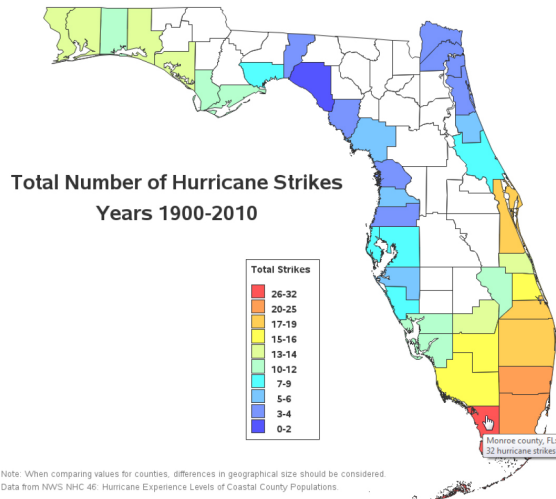 Total Number of Hurricane Strikes
Years 1900-2010
Total Strikes
26-32
20-25
17-19
15-16
13-14
10-12
7-9
5-6
3-4
0-2
Monroe county, FL:
32 hurricane strikes
Note: When comparing values for counties, differences in geographical size should be considered.
Data from NWS NHC 46: Hurricane Experience Levels of Coastal County Populations.